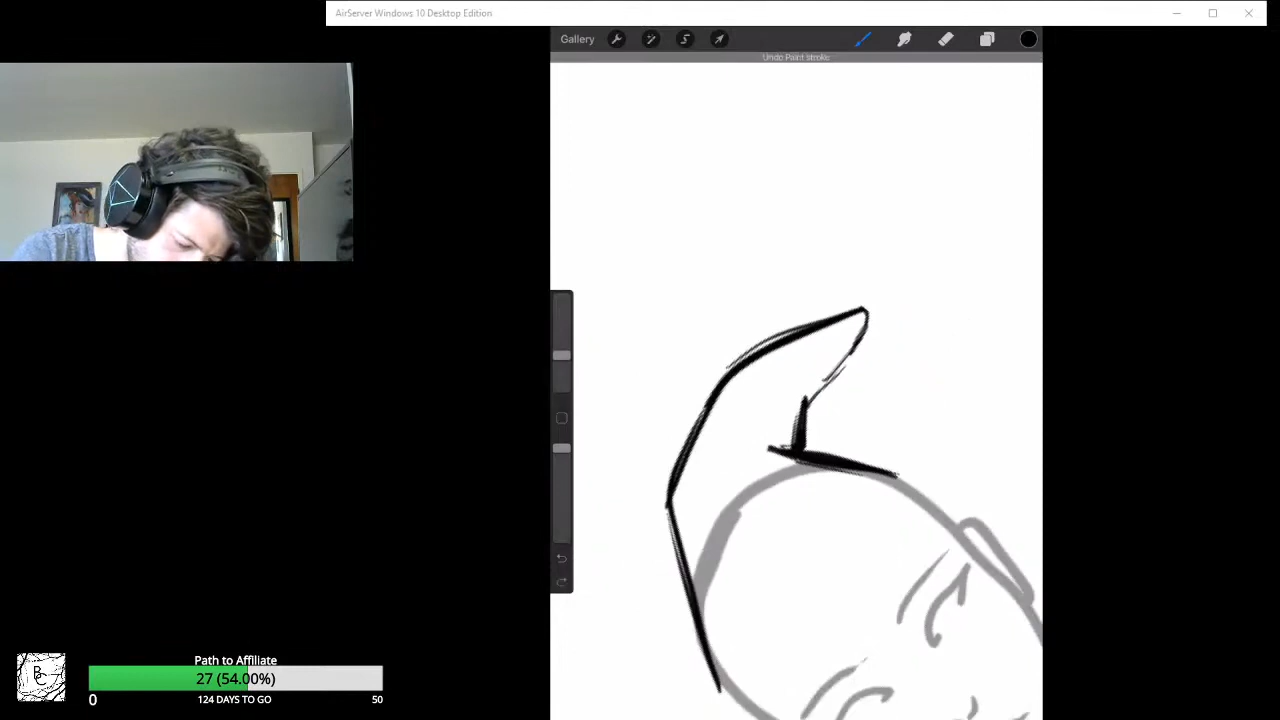 AirServer Windows 10 Desktop Edition
Gallery
Undo Paint stroke
Path to Affiliate
27 (54.00%)
0 124 DAYS TO GO 50